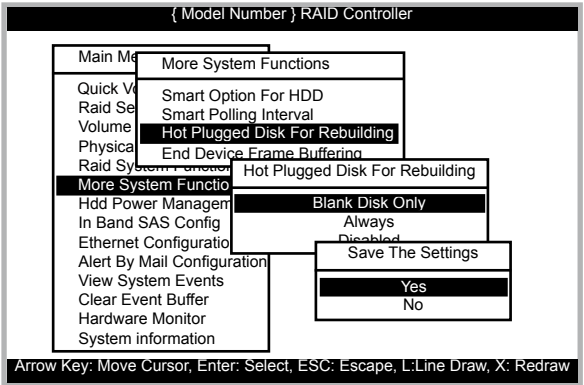 { Model Number } RAID Controller
Main Me
Quick Vo
Raid Se
Volume
Physica
Raid System Function
More System Functio
Hdd Power Managem
In Band SAS Config
Ethernet Configuratio
Alert By Mail Configuration
View System Events
Clear Event Buffer
Hardware Monitor
System information
More System Functions
Smart Option For HDD
Smart Polling Interval
Hot Plugged Disk For Rebuilding
End Device Frame Buffering
Hot Plugged Disk For Rebuilding
Blank Disk Only
Always
Disabled
Save The Settings
Yes
No
Arrow Key: Move Cursor, Enter: Select, ESC: Escape, L:Line Draw, X: Redraw